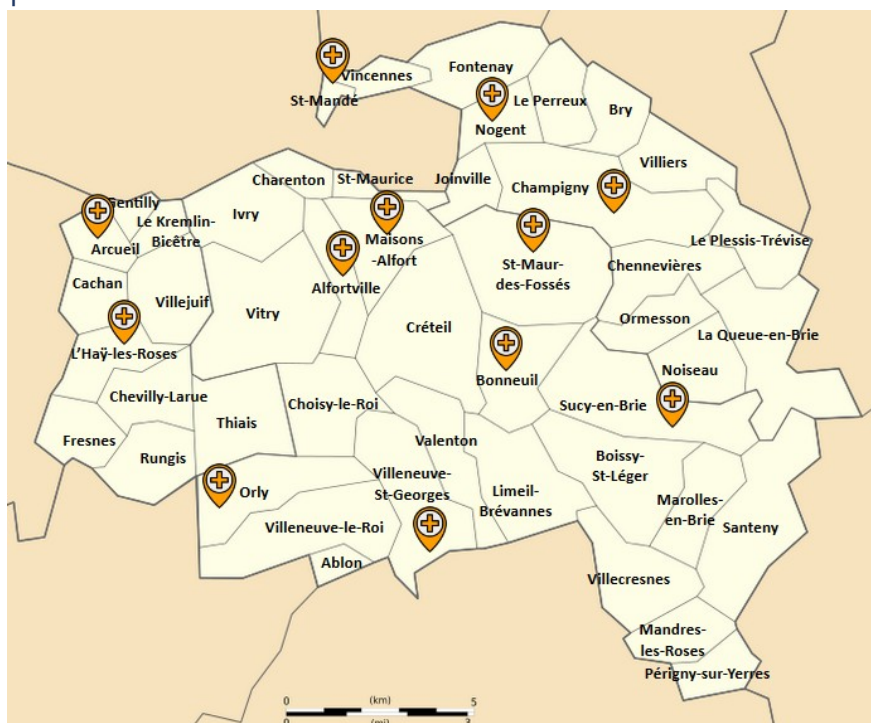 Fontenay
Vincennes
St-Mandé
Le Perreux
Bry
Nogent
Villiers
St-Maurice
Joinville
Charenton
Champigny
Gentilly
Ivry
Le Kremlin-
Bicêtre
Arcueil
Maisons
-Alfort
Le Plessis-Trévise
St-Maur-
des-Fossés
Chennevières
Cachan
Alfortville
Villejuif
Vitry
Créteil
Ormesson
La Queue-en-Brie
L'Haÿ-les-Roses
Noiseau
Bonneuil
Chevilly-Larue
Choisy-le-Roi
Sucy-en-Brie
Thiais
Fresnes
Valenton
Rungis
Villeneuve-
St-Georges
Boissy-
St-Léger
Orly
Limeil-
Brévannes
Marolles-
en-Brie
Santeny
Villeneuve-le-Roi
Ablon
Villecresnes
Mandres-
les-Roses
Périgny-sur-Yerres
0 (km) 5
0 (mi) 3